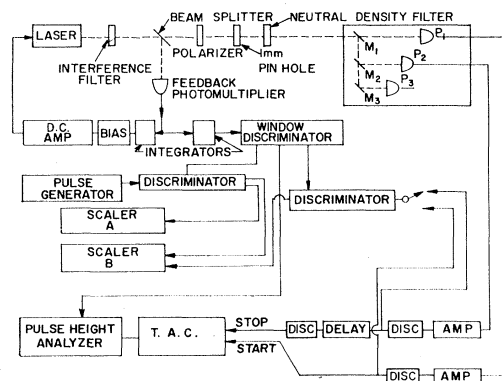 BEAM SPLITTER
NEUTRAL DENSITY FILTER
LASER
INTERFERENCE
FILTER
POLARIZER
1mm
PIN HOLE
M1
P1
M2
P2
M3
P3
FEEDBACK
PHOTOMULTIPLIER
D.C.
AMP
BIAS
INTEGRATORS
WINDOW
DISCRIMINATOR
PULSE
GENERATOR
DISCRIMINATOR
DISCRIMINATOR
SCALER
A
SCALER
B
PULSE HEIGHT
ANALYZER
T. A. C.
STOP
START
DISC
DELAY
DISC
AMP
DISC
AMP